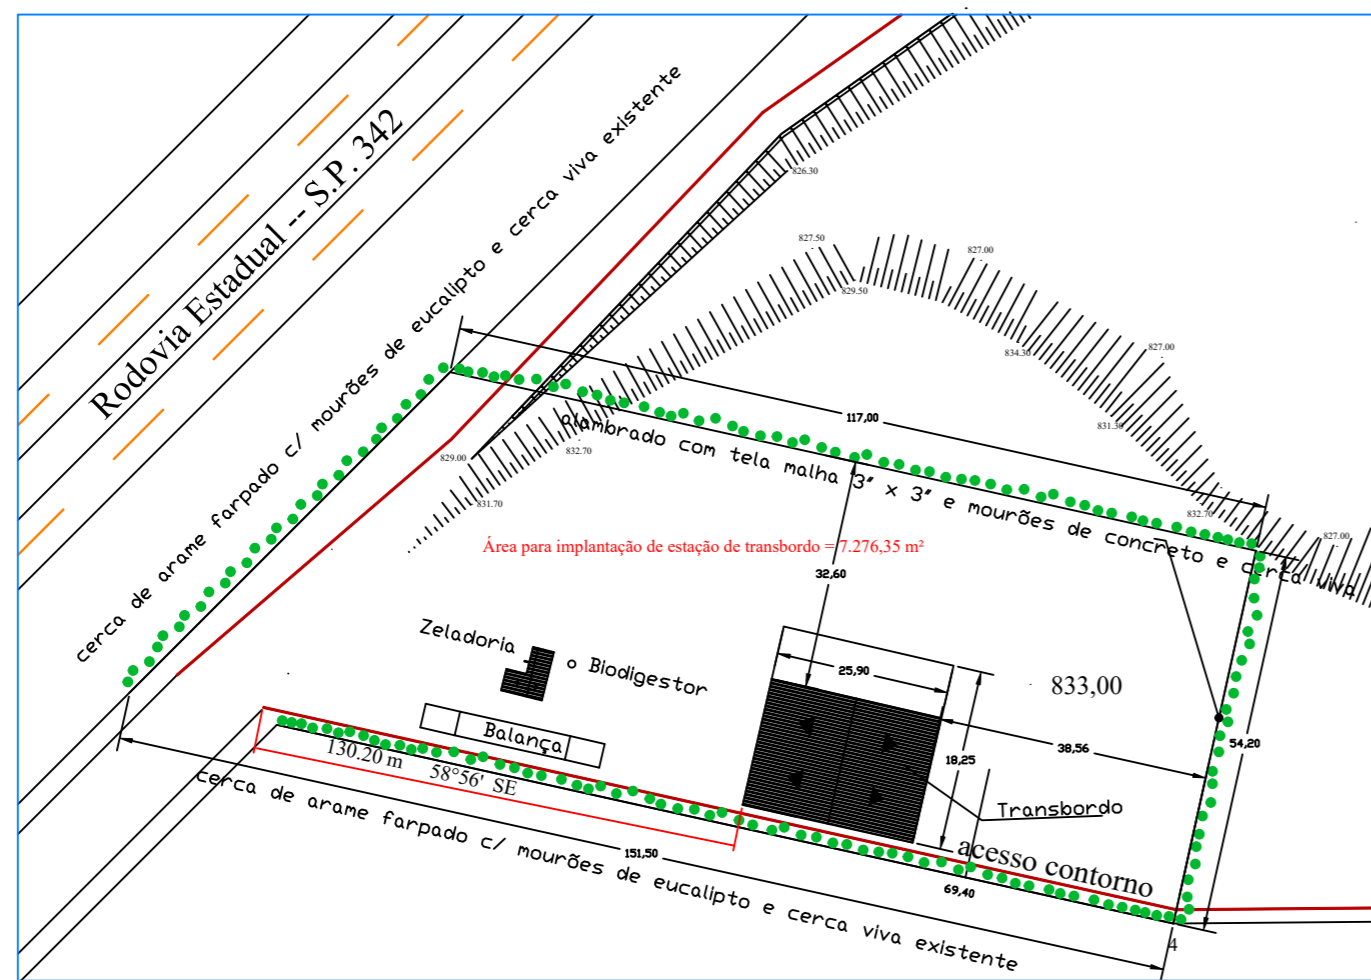 Rodovia Estadual -- S.P. 342
cerca de arame farpado c/ mourões de eucalipto e cerca viva existente
826.30
827.50
827.00
829.50
834.30
827.00
831.30
832.70
827.00
829.00
832.70
831.70
117,00
alambrado com tela malha 3" x 3" e mourões de concreto e cerca viva
Área para implantação de estação de transbordo = 7.276,35 m²
32,60
Zeladoria
Biodigestor
25,90
833,00
Balança
38,56
54,20
18,25
130.20 m
58°56' SE
Transbordo
cerca de arame farpado c/ mourões de eucalipto e cerca viva existente
151,50
acesso contorno
69,40
4